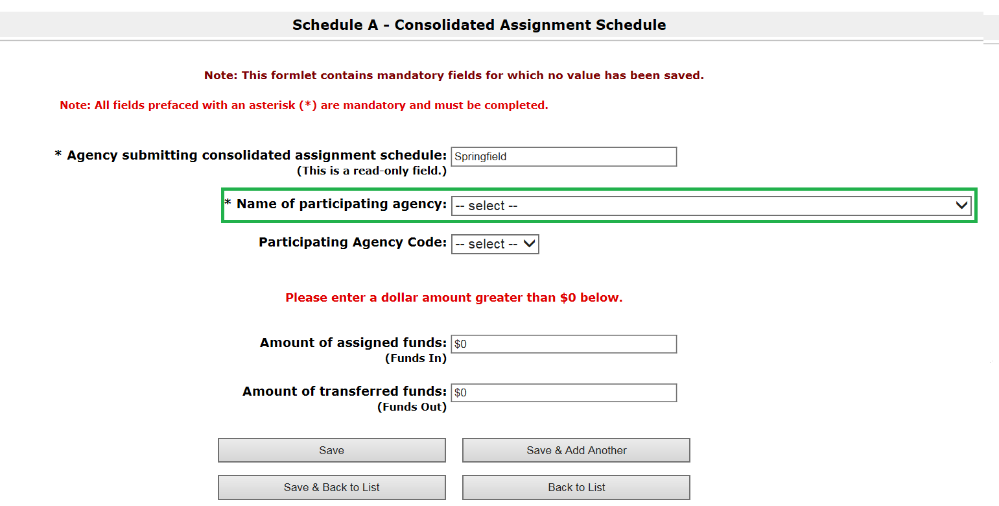 Schedule A - Consolidated Assignment Schedule
Note: This formlet contains mandatory fields for which no value has been saved.
Note: All fields prefaced with an asterisk (*) are mandatory and must be completed.
* Agency submitting consolidated assignment schedule: Springfield
(This is a read-only field.)
* Name of participating agency: -- select --
Participating Agency Code: -- select --
Please enter a dollar amount greater than $0 below.
Amount of assigned funds: $0
(Funds In)
Amount of transferred funds: $0
(Funds Out)
Save Save & Add Another
Save & Back to List Back to List